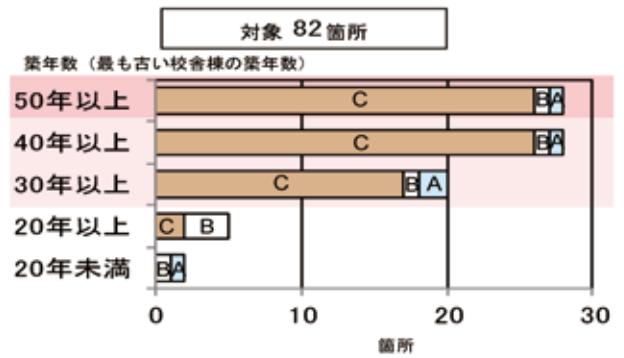 対象 82箇所
築年数（最も古い校舎棟の築年数）
50年以上 C B A
40年以上 C B A
30年以上 C B A
20年以上 C B
20年未満 B A
0 10 20 30
箇所